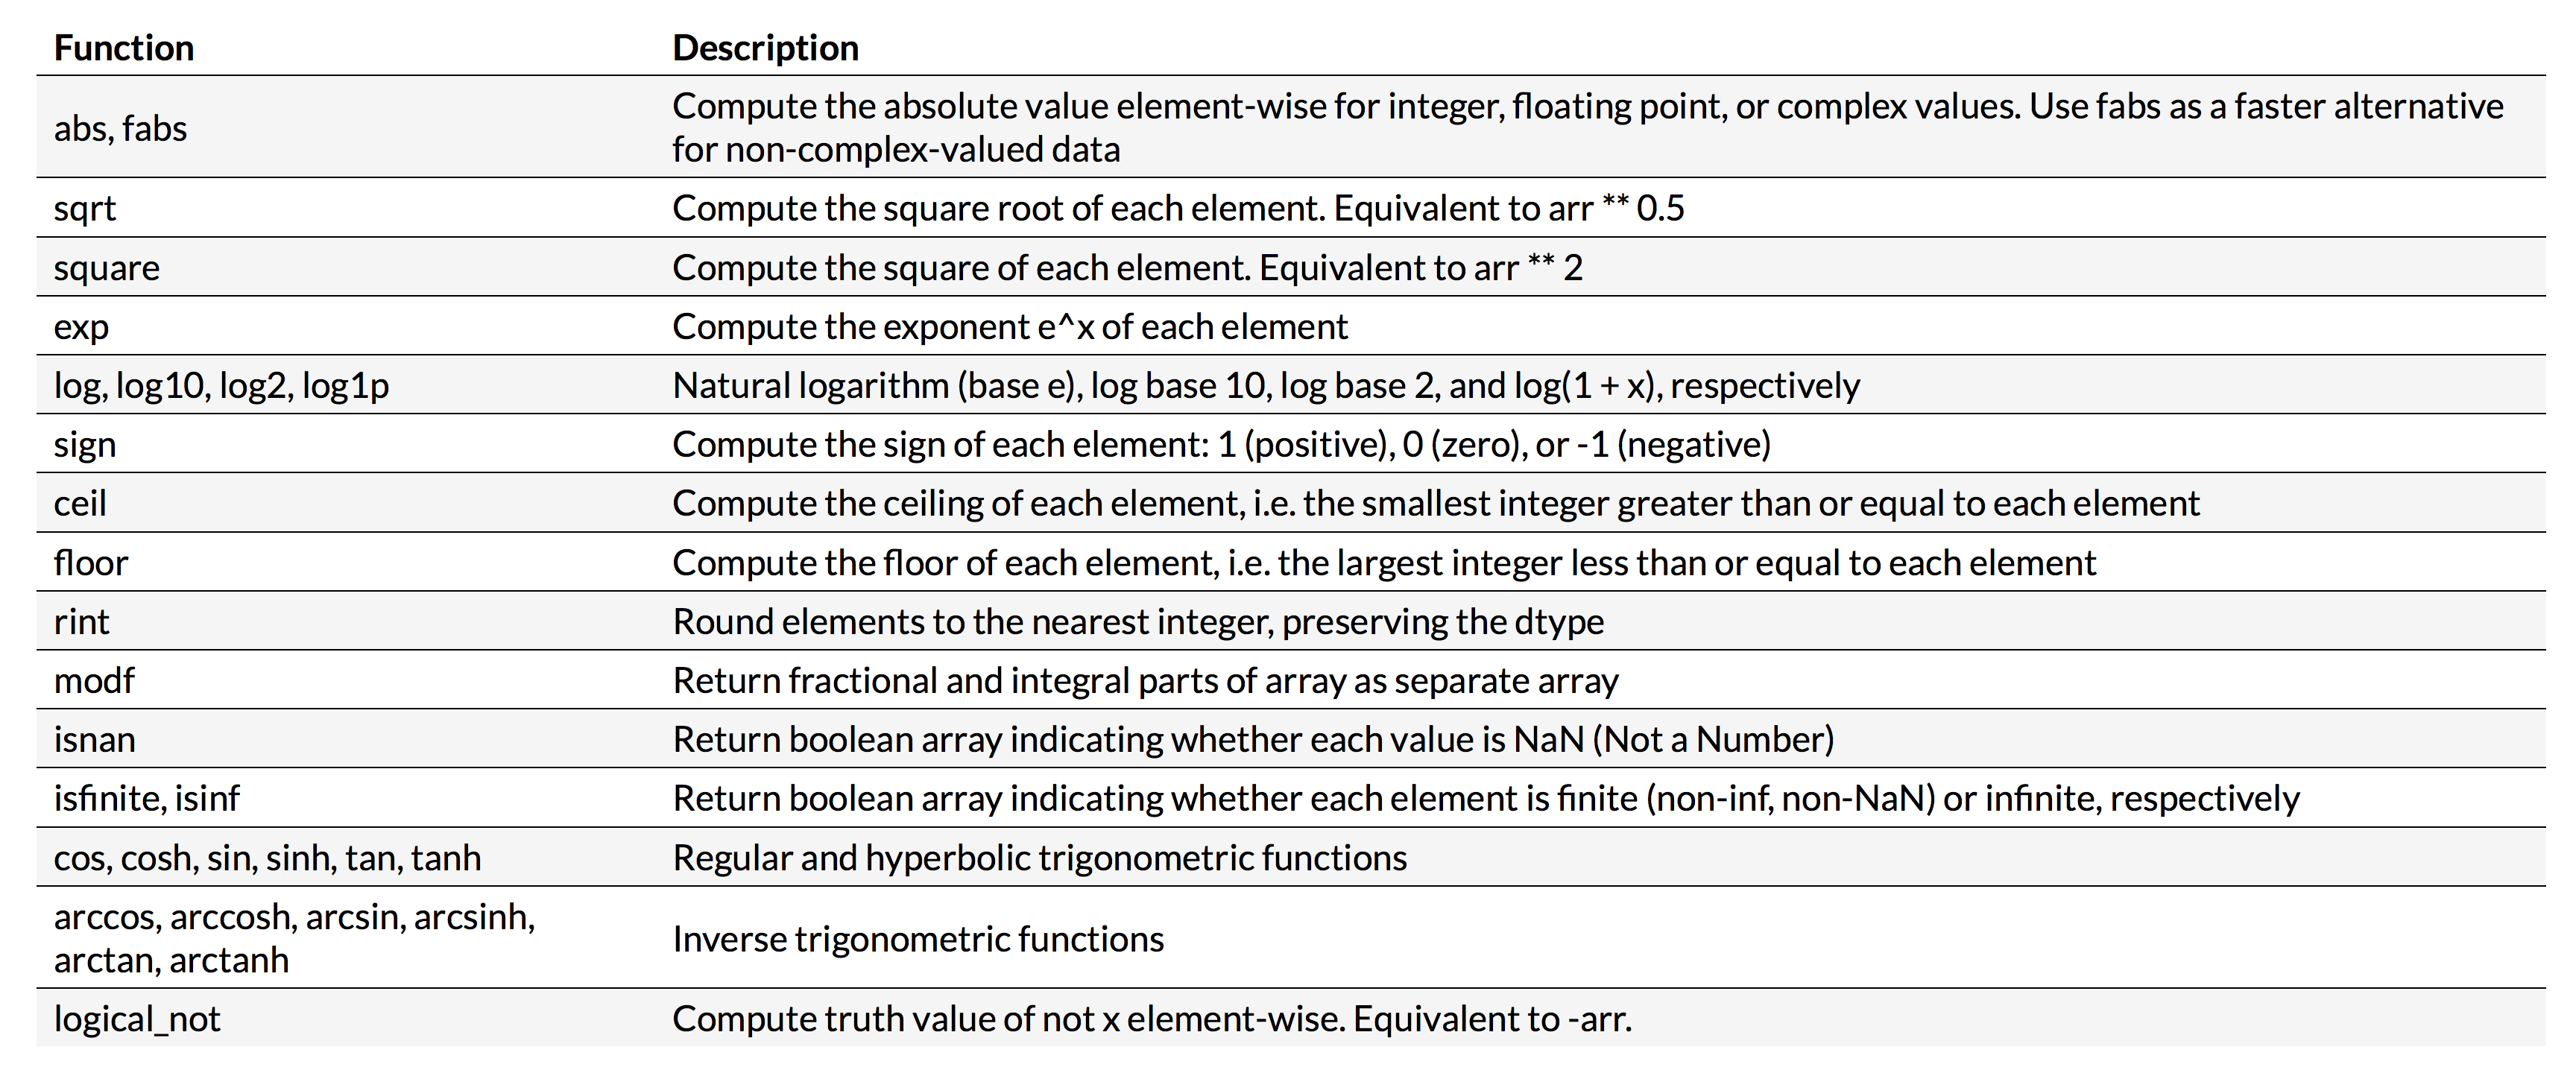 Function Description
abs, fabs
Compute the absolute value element-wise for integer, floating point, or complex values. Use fabs as a faster alternative
for non-complex-valued data
sqrt Compute the square root of each element. Equivalent to arr ** 0.5
square Compute the square of each element. Equivalent to arr ** 2
exp Compute the exponent e^x of each element
log, log10, log2, log1p Natural logarithm (base e), log base 10, log base 2, and log(1 + x), respectively
sign Compute the sign of each element: 1 (positive), 0 (zero), or -1 (negative)
ceil Compute the ceiling of each element, i.e. the smallest integer greater than or equal to each element
floor Compute the floor of each element, i.e. the largest integer less than or equal to each element
rint Round elements to the nearest integer, preserving the dtype
modf Return fractional and integral parts of array as separate array
isnan Return boolean array indicating whether each value is NaN (Not a Number)
isfinite, isinf Return boolean array indicating whether each element is finite (non-inf, non-NaN) or infinite, respectively
cos, cosh, sin, sinh, tan, tanh Regular and hyperbolic trigonometric functions
arccos, arccosh, arcsin, arcsinh,
arctan, arctanh
Inverse trigonometric functions
logical_not Compute truth value of not x element-wise. Equivalent to -arr.